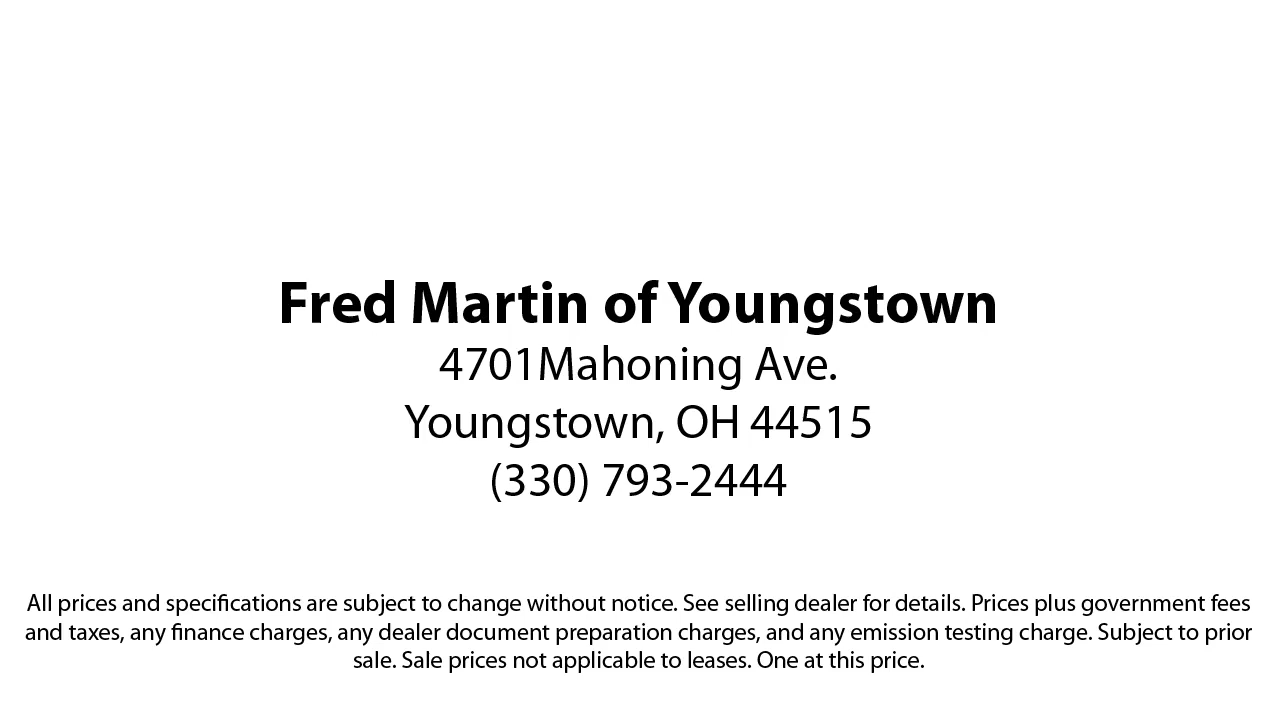 Fred Martin of Youngstown
4701Mahoning Ave.
Youngstown, OH 44515
(330) 793-2444
All prices and specifications are subject to change without notice. See selling dealer for details. Prices plus government fees
and taxes, any finance charges, any dealer document preparation charges, and any emission testing charge. Subject to prior
sale. Sale prices not applicable to leases. One at this price.